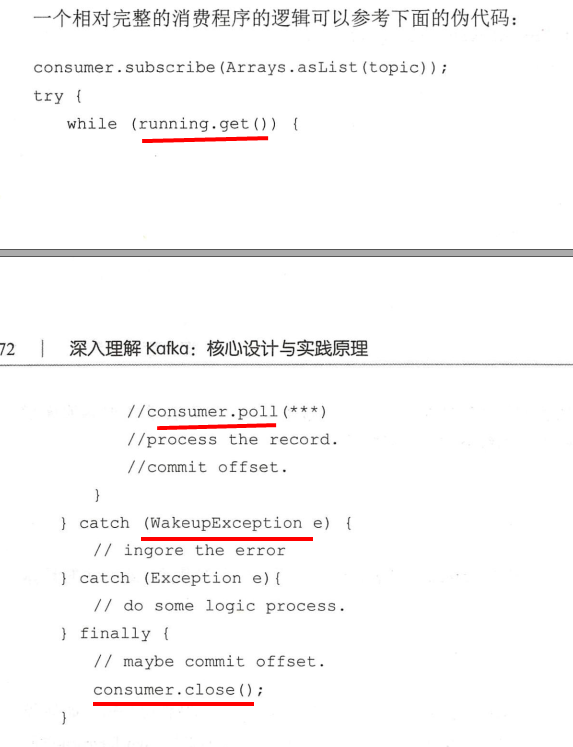 一个相对完整的消费程序的逻辑可以参考下面的伪代码：
consumer.subscribe(Arrays.asList(topic));
try {
while (running.get()) {
72 | 深入理解 Kafka：核心设计与实践原理
//consumer.poll(***)
//process the record.
//commit offset.
}
} catch (WakeupException e) {
// ingore the error
} catch (Exception e){
// do some logic process.
} finally {
// maybe commit offset.
consumer.close();
}